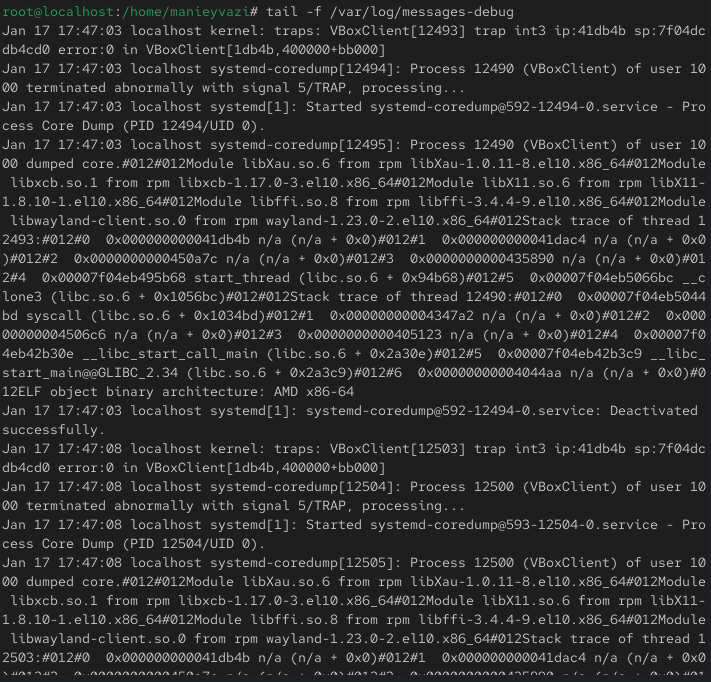 root@localhost:/home/manieyvazi# tail -f /var/log/messages-debug
Jan 17 17:47:03 localhost kernel: traps: VBoxClient[12493] trap int3 ip:41db4b sp:7f04dc
db4cd0 error:0 in VBoxClient[1db4b,400000+bb000]
Jan 17 17:47:03 localhost systemd-coredump[12494]: Process 12490 (VBoxClient) of user 10
00 terminated abnormally with signal 5/TRAP, processing...
Jan 17 17:47:03 localhost systemd[1]: Started systemd-coredump@592-12494-0.service - Pro
cess Core Dump (PID 12494/UID 0).
Jan 17 17:47:03 localhost systemd-coredump[12495]: Process 12490 (VBoxClient) of user 10
00 dumped core.#012#012Module libXau.so.6 from rpm libXau-1.0.11-8.el10.x86_64#012Module
 libxcb.so.1 from rpm libxcb-1.17.0-3.el10.x86_64#012Module libX11.so.6 from rpm libX11-
1.8.10-1.el10.x86_64#012Module libffi.so.8 from rpm libffi-3.4.4-9.el10.x86_64#012Module
 libwayland-client.so.0 from rpm wayland-1.23.0-2.el10.x86_64#012Stack trace of thread 1
2493:#012#0  0x000000000041db4b n/a (n/a + 0x0)#012#1  0x000000000041dac4 n/a (n/a + 0x0
)#012#2  0x0000000000450a7c n/a (n/a + 0x0)#012#3  0x0000000000435890 n/a (n/a + 0x0)#01
2#4  0x00007f04eb495b68 start_thread (libc.so.6 + 0x94b68)#012#5  0x00007f04eb5066bc __c
lone3 (libc.so.6 + 0x1056bc)#012#012Stack trace of thread 12490:#012#0  0x00007f04eb5044
bd syscall (libc.so.6 + 0x1034bd)#012#1  0x00000000004347a2 n/a (n/a + 0x0)#012#2  0x000
00000004506c6 n/a (n/a + 0x0)#012#3  0x0000000000405123 n/a (n/a + 0x0)#012#4  0x00007f0
4eb42b30e __libc_start_call_main (libc.so.6 + 0x2a30e)#012#5  0x00007f04eb42b3c9 __libc_
start_main@@GLIBC_2.34 (libc.so.6 + 0x2a3c9)#012#6  0x00000000004044aa n/a (n/a + 0x0)#0
12ELF object binary architecture: AMD x86-64
Jan 17 17:47:03 localhost systemd[1]: systemd-coredump@592-12494-0.service: Deactivated
successfully.
Jan 17 17:47:08 localhost kernel: traps: VBoxClient[12503] trap int3 ip:41db4b sp:7f04dc
db4cd0 error:0 in VBoxClient[1db4b,400000+bb000]
Jan 17 17:47:08 localhost systemd-coredump[12504]: Process 12500 (VBoxClient) of user 10
00 terminated abnormally with signal 5/TRAP, processing...
Jan 17 17:47:08 localhost systemd[1]: Started systemd-coredump@593-12504-0.service - Pro
cess Core Dump (PID 12504/UID 0).
Jan 17 17:47:08 localhost systemd-coredump[12505]: Process 12500 (VBoxClient) of user 10
00 dumped core.#012#012Module libXau.so.6 from rpm libXau-1.0.11-8.el10.x86_64#012Module
 libxcb.so.1 from rpm libxcb-1.17.0-3.el10.x86_64#012Module libX11.so.6 from rpm libX11-
1.8.10-1.el10.x86_64#012Module libffi.so.8 from rpm libffi-3.4.4-9.el10.x86_64#012Module
 libwayland-client.so.0 from rpm wayland-1.23.0-2.el10.x86_64#012Stack trace of thread 1
2503:#012#0  0x000000000041db4b n/a (n/a + 0x0)#012#1  0x000000000041dac4 n/a (n/a + 0x0